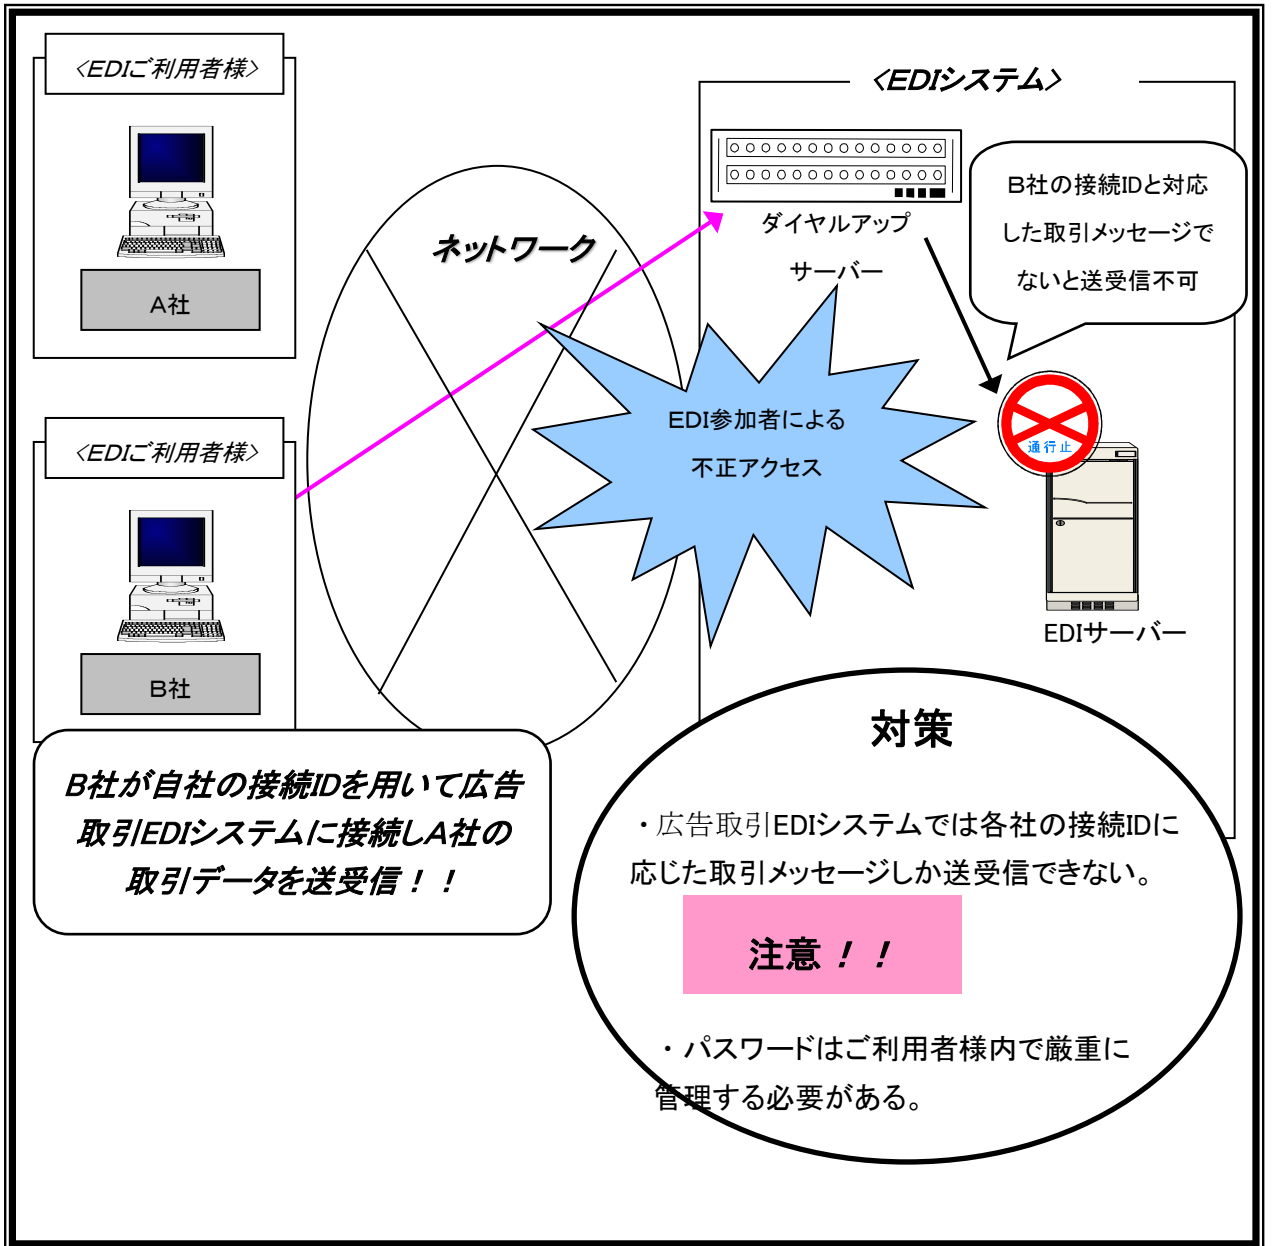 〈EDIご利用者様〉
A社
〈EDIご利用者様〉
B社
ネットワーク
〈EDIシステム〉
ダイヤルアップ
サーバー
B社の接続IDと対応
した取引メッセージで
ないと送受信不可
EDI参加者による
不正アクセス
通行止
EDIサーバー
B社が自社の接続IDを用いて広告
取引EDIシステムに接続しA社の
取引データを送受信！！
対策
・広告取引EDIシステムでは各社の接続IDに
応じた取引メッセージしか送受信できない。
注意！！
・パスワードはご利用者様内で厳重に
管理する必要がある。